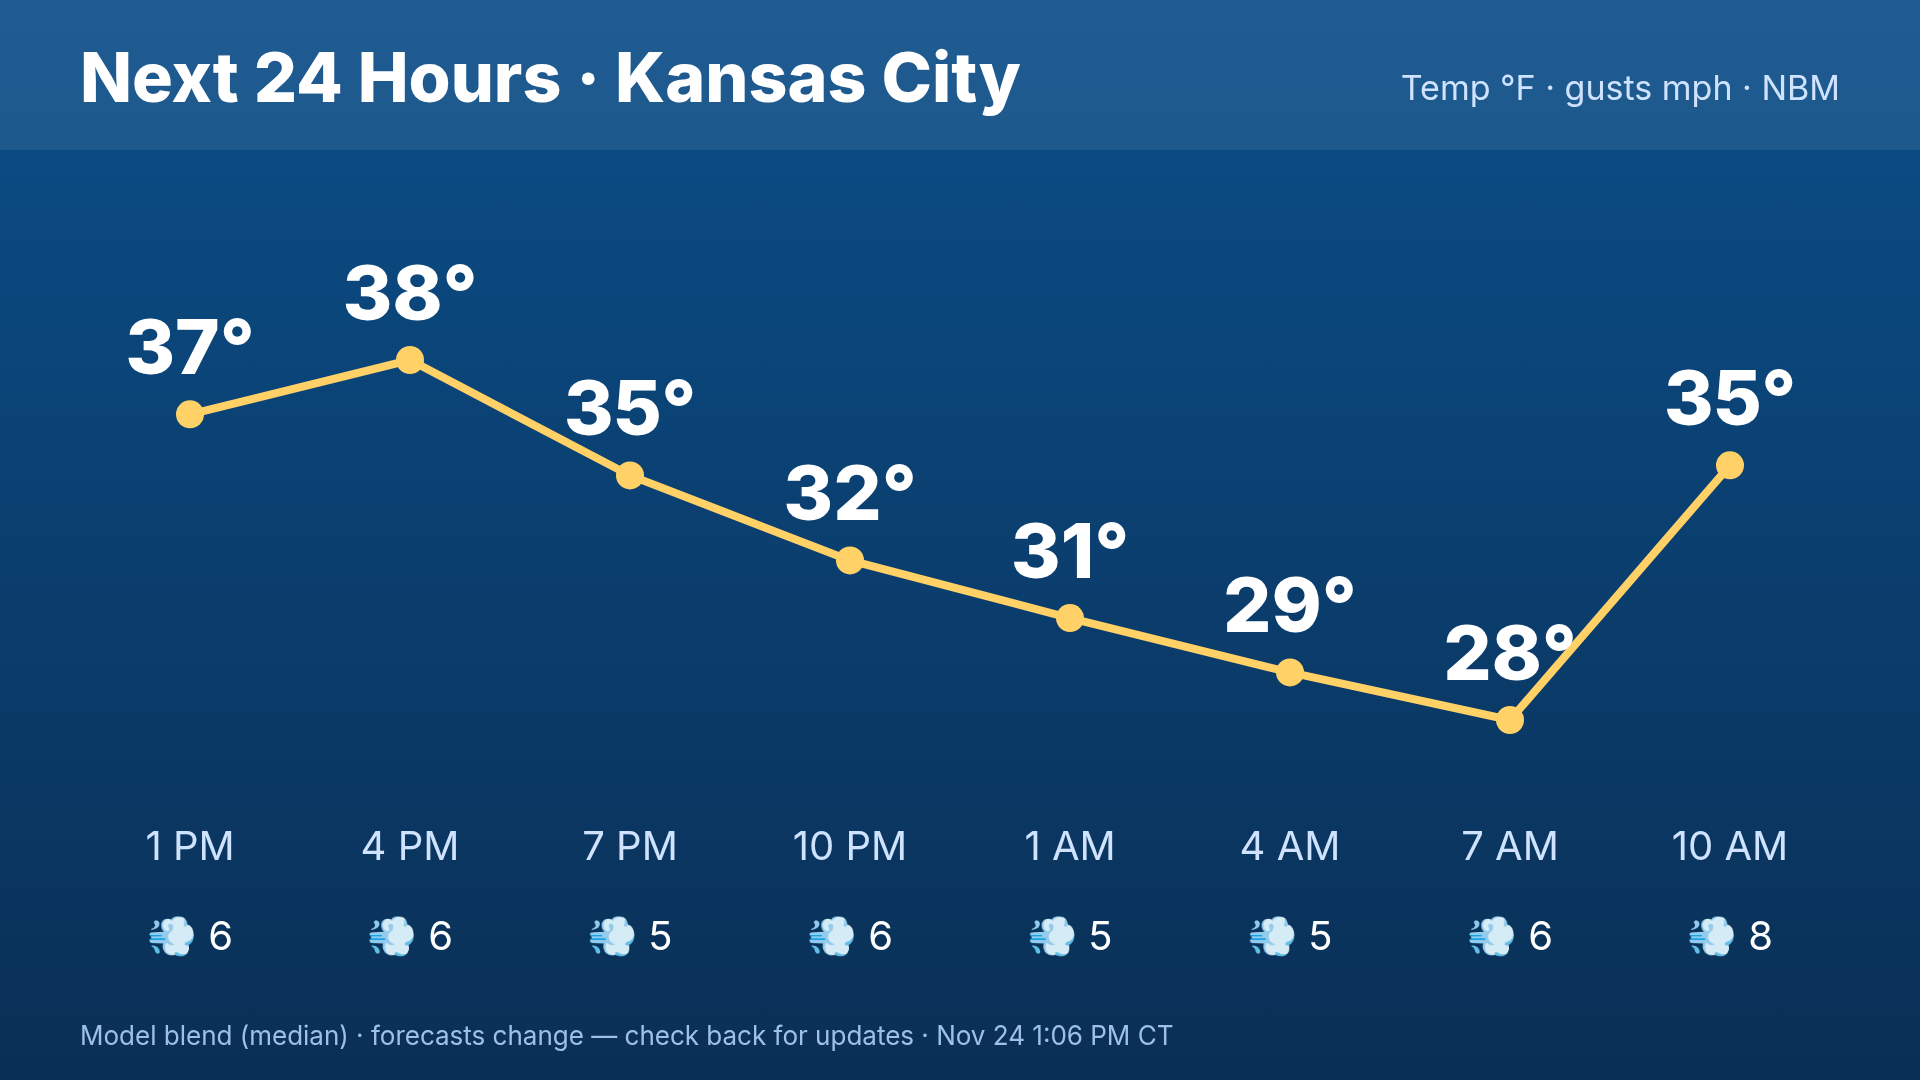 Next 24 Hours · Kansas City
Temp °F · gusts mph · NBM
37° 38° 35° 32° 31° 29° 28° 35°
1 PM 4 PM 7 PM 10 PM 1 AM 4 AM 7 AM 10 AM
💨 6 💨 6 💨 5 💨 6 💨 5 💨 5 💨 6 💨 8
Model blend (median) · forecasts change — check back for updates · Nov 24 1:06 PM CT